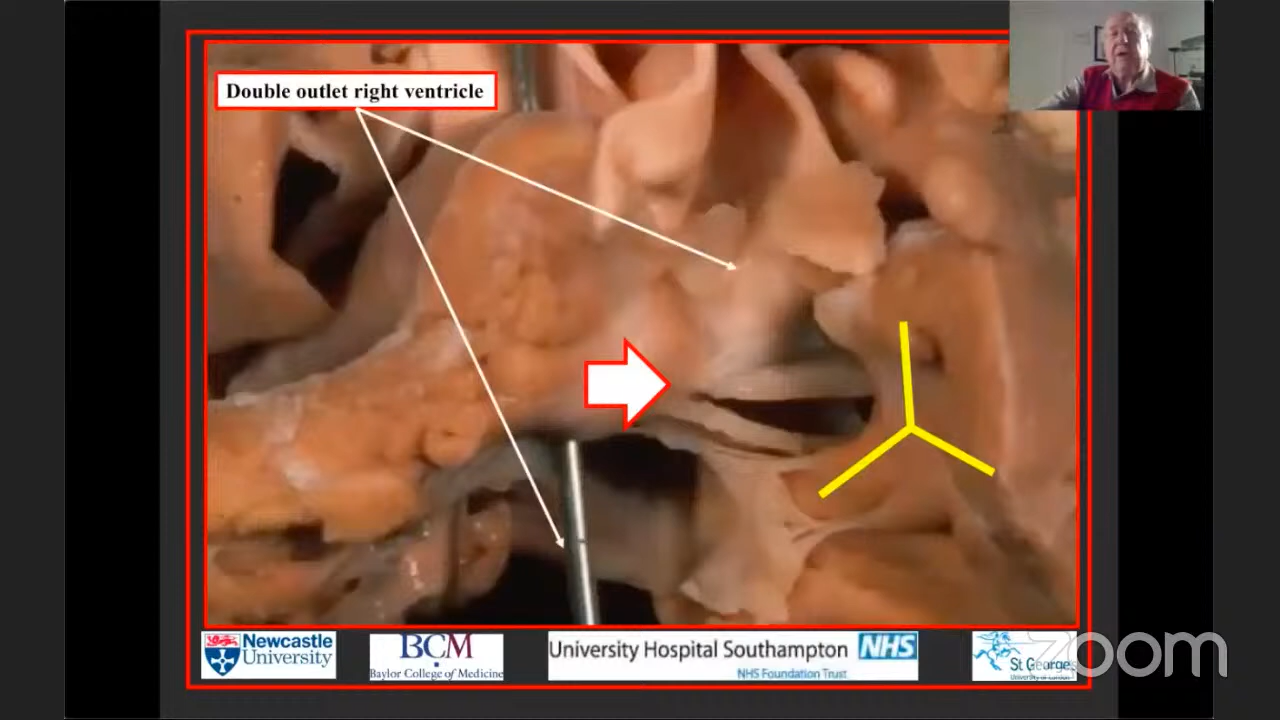 Double outlet right ventricle
Newcastle
University
BCM
Baylor College of Medicine
University Hospital Southampton
NHS
NHS Foundation Trust
St George's
University of London
zoom